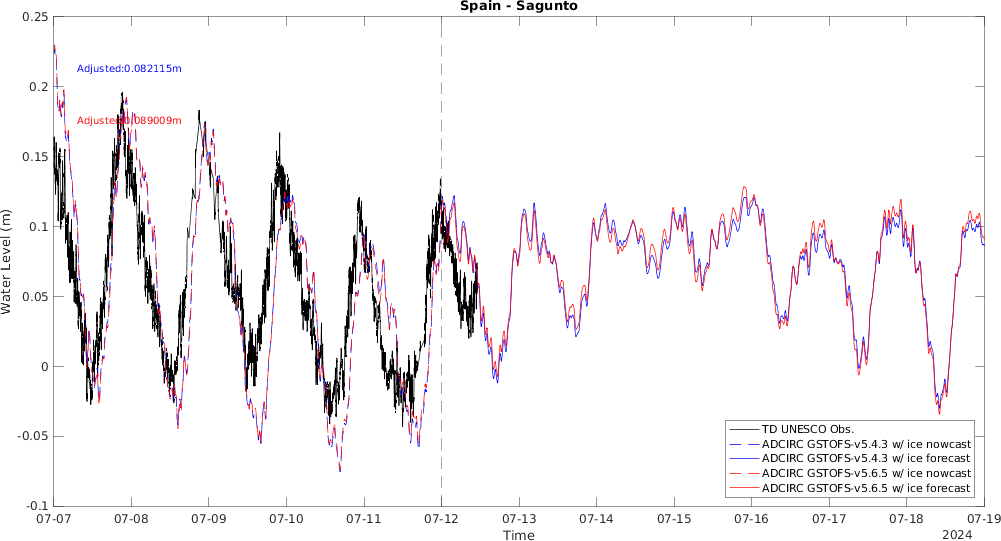 Spain - Sagunto
0.25
0.2
0.15
0.1
0.05
0
-0.05
-0.1
Water Level (m)
Adjusted:0.082115m
Adjusted:0.089009m
TD UNESCO Obs.
ADCIRC GSTOFS-v5.4.3 w/ ice nowcast
ADCIRC GSTOFS-v5.4.3 w/ ice forecast
ADCIRC GSTOFS-v5.6.5 w/ ice nowcast
ADCIRC GSTOFS-v5.6.5 w/ ice forecast
07-07 07-08 07-09 07-10 07-11 07-12 07-13 07-14 07-15 07-16 07-17 07-18 07-19
Time
2024